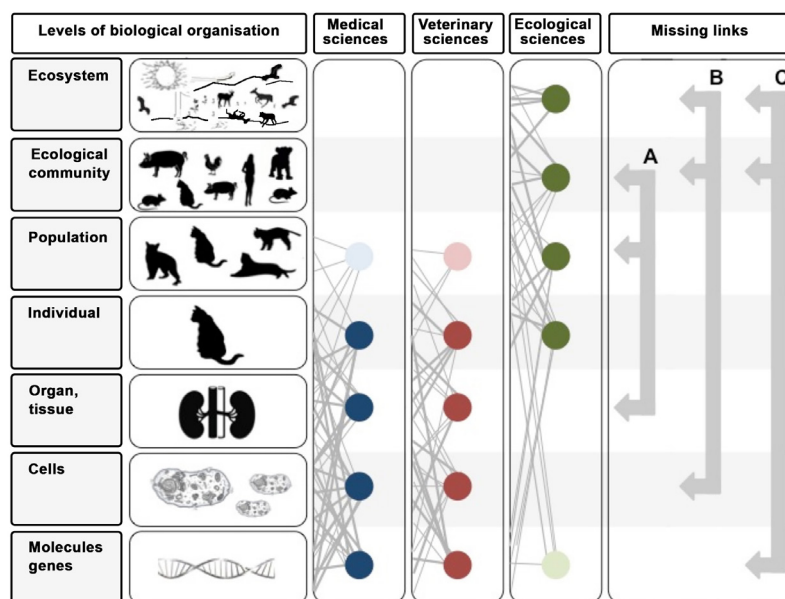 Levels of biological organisation
Medical
sciences
Veterinary
sciences
Ecological
sciences
Missing links
Ecosystem
B
C
Ecological
community
A
Population
Individual
Organ,
tissue
Cells
Molecules
genes